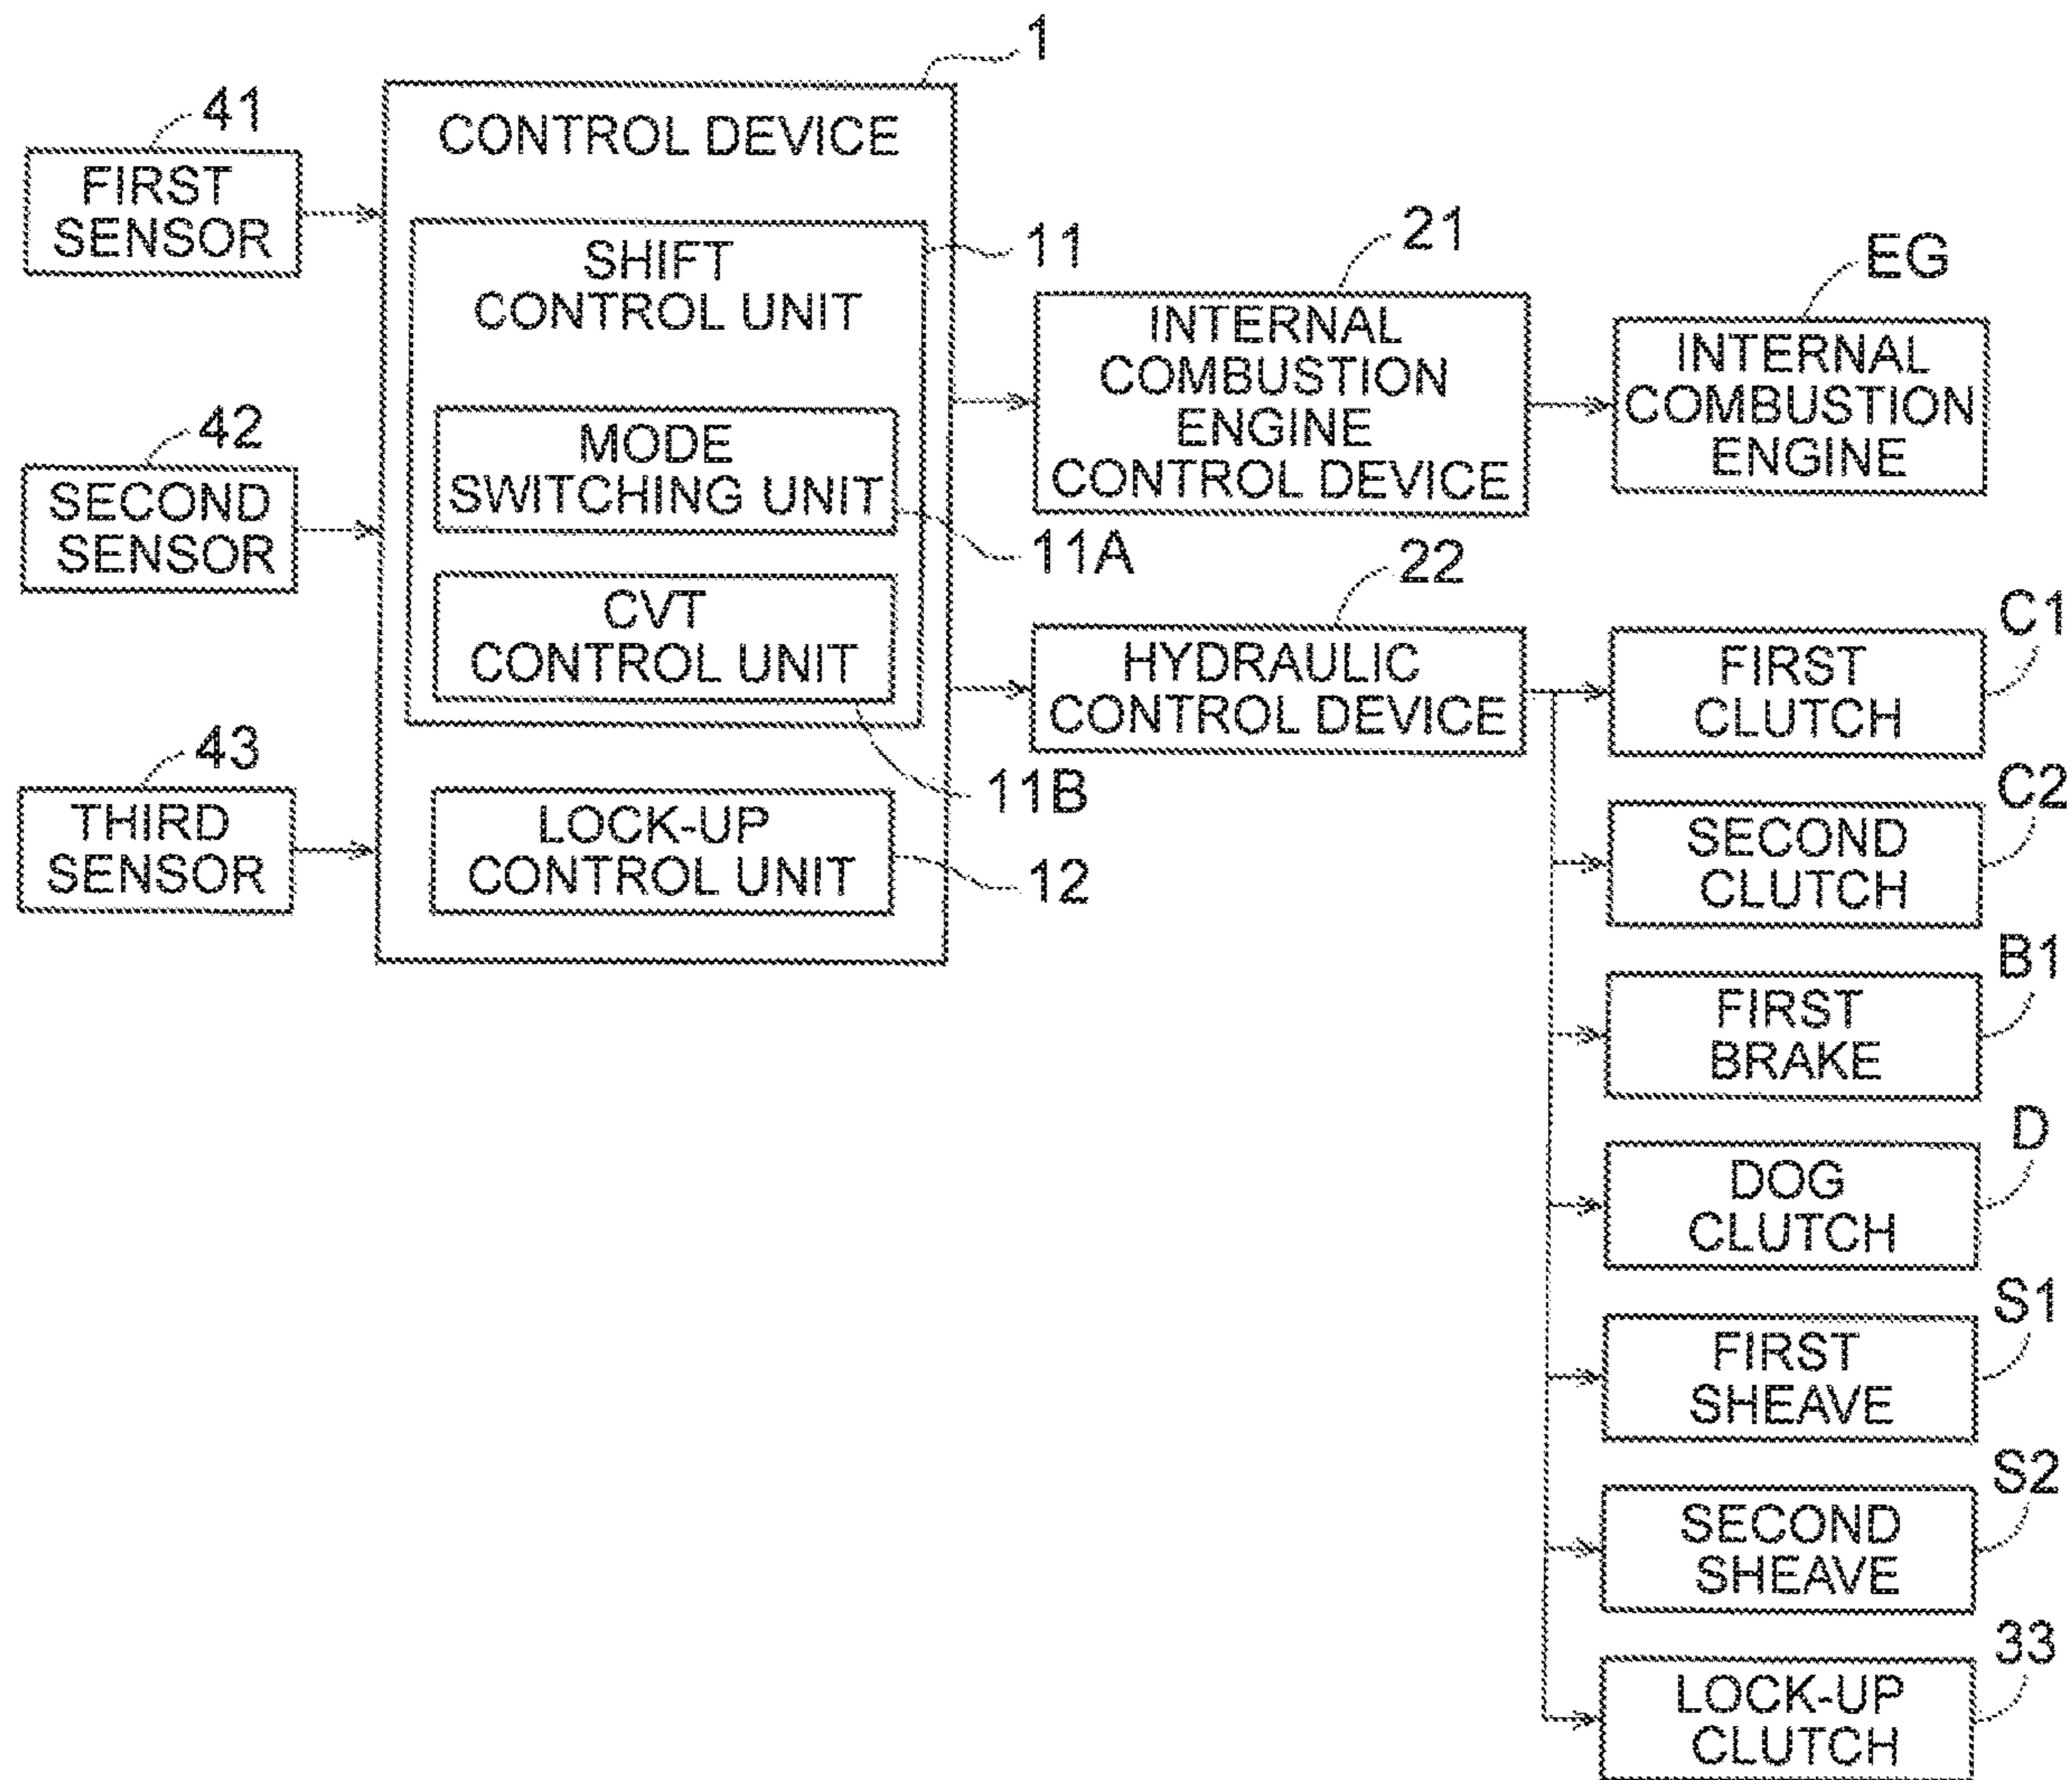 1
CONTROL DEVICE
41
FIRST
SENSOR
11
SHIFT
CONTROL UNIT
42
SECOND
SENSOR
MODE
SWITCHING UNIT
11A
CVT
CONTROL UNIT
11B
43
THIRD
SENSOR
LOCK-UP
CONTROL UNIT
12
21
INTERNAL
COMBUSTION
ENGINE
CONTROL DEVICE
EG
INTERNAL
COMBUSTION
ENGINE
22
HYDRAULIC
CONTROL DEVICE
C1
FIRST
CLUTCH
C2
SECOND
CLUTCH
B1
FIRST
BRAKE
D
DOG
CLUTCH
S1
FIRST
SHEAVE
S2
SECOND
SHEAVE
33
LOCK-UP
CLUTCH